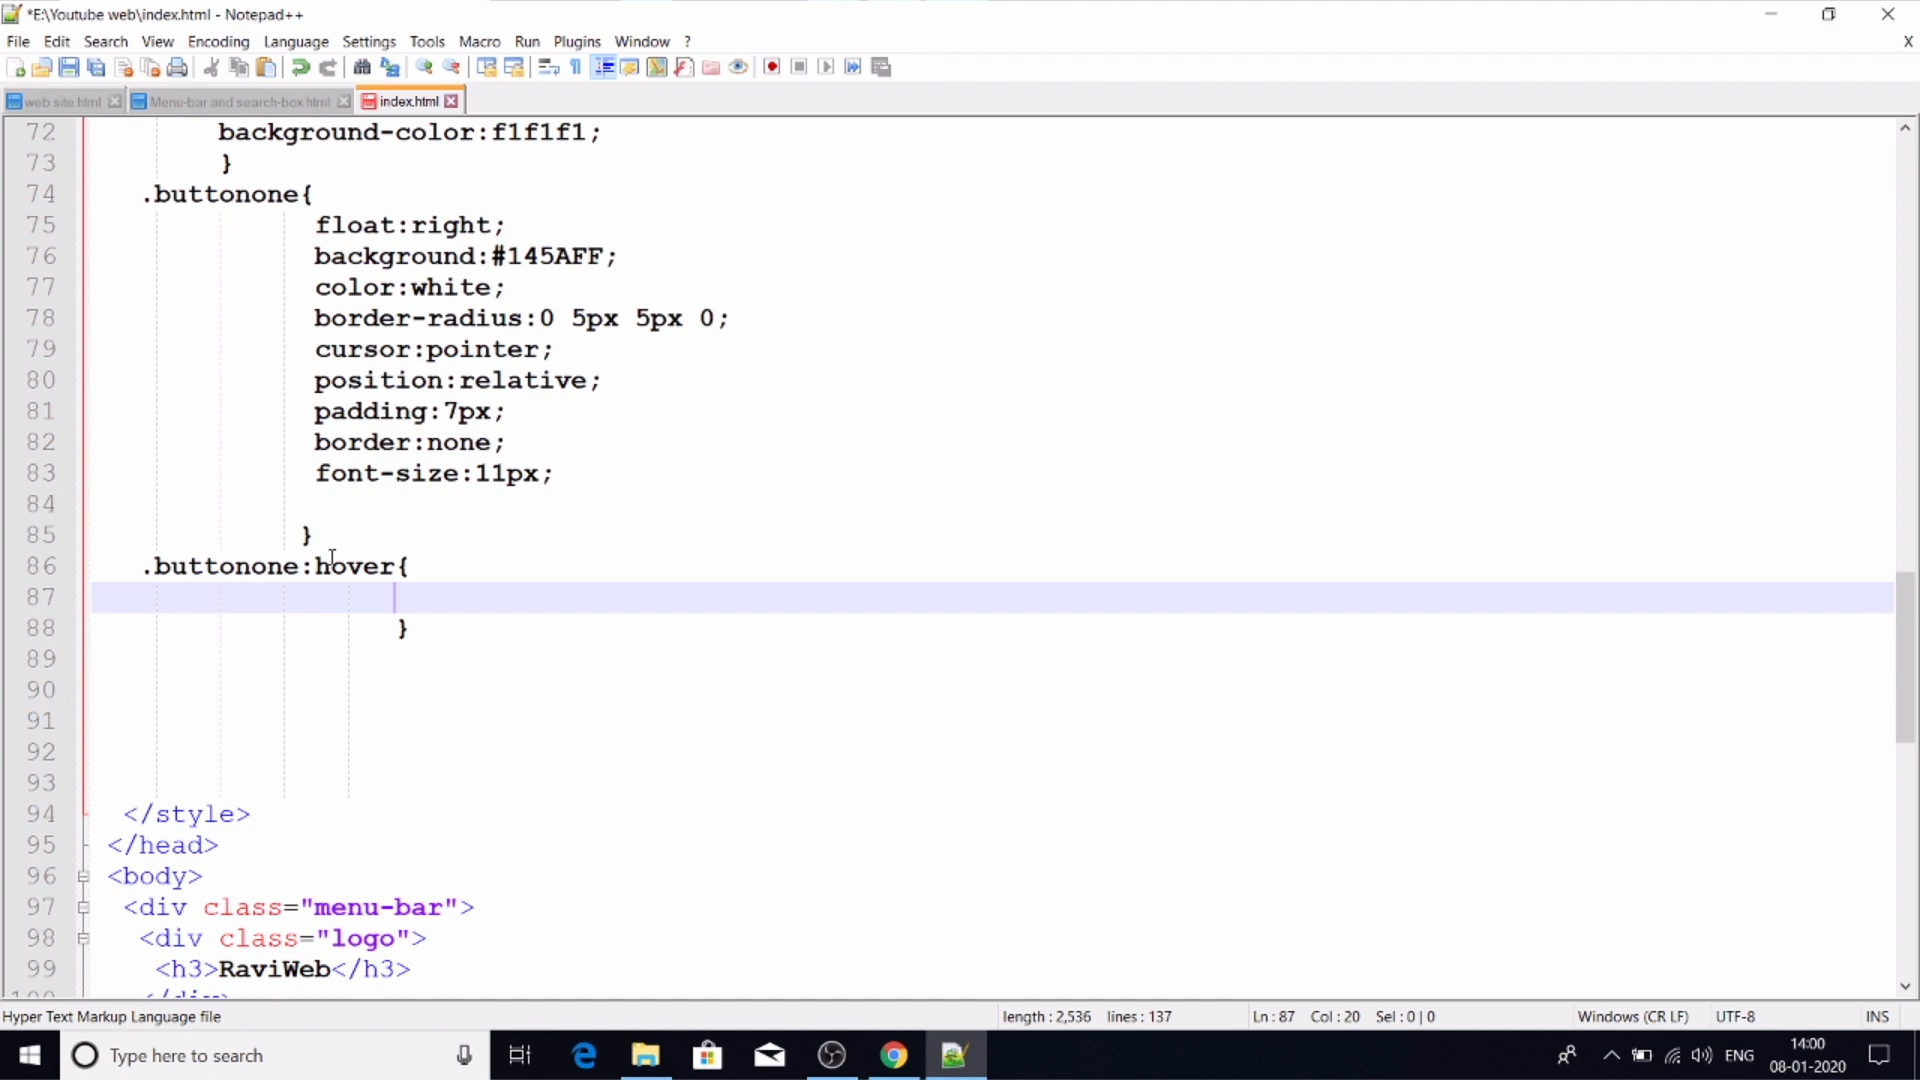 *E:\Youtube web\index.html - Notepad++
File Edit Search View Encoding Language Settings Tools Macro Run Plugins Window ? X
web site.html Menu-bar and search-box.html index.html
72 background-color:f1f1f1;
73 }
74 .buttonone{
75 float:right;
76 background:#145AFF;
77 color:white;
78 border-radius:0 5px 5px 0;
79 cursor:pointer;
80 position:relative;
81 padding:7px;
82 border:none;
83 font-size:11px;
84
85 }
86 .buttonone:hover{
87
88 }
89
90
91
92
93
94 </style>
95 </head>
96 <body>
97 <div class="menu-bar">
98 <div class="logo">
99 <h3>RaviWeb</h3>
100 </div>
Hyper Text Markup Language file length : 2,536 lines : 137 Ln : 87 Col : 20 Sel : 0 | 0 Windows (CR LF) UTF-8 INS
Type here to search ENG 14:00
08-01-2020